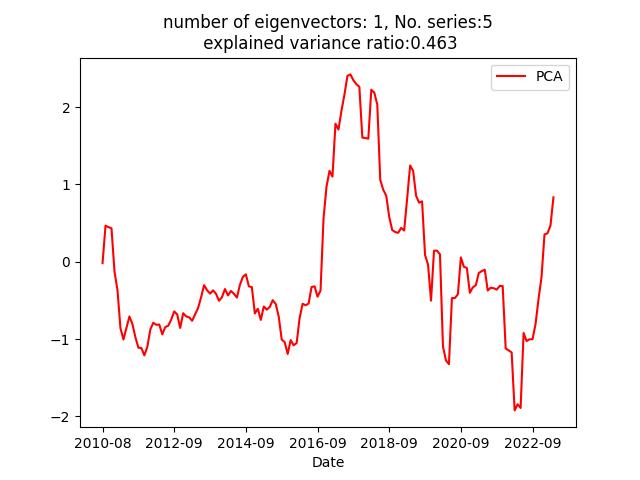 number of eigenvectors: 1, No. series:5
explained variance ratio:0.463
PCA
2
1
0
−1
−2
2010-08 2012-09 2014-09 2016-09 2018-09 2020-09 2022-09
Date